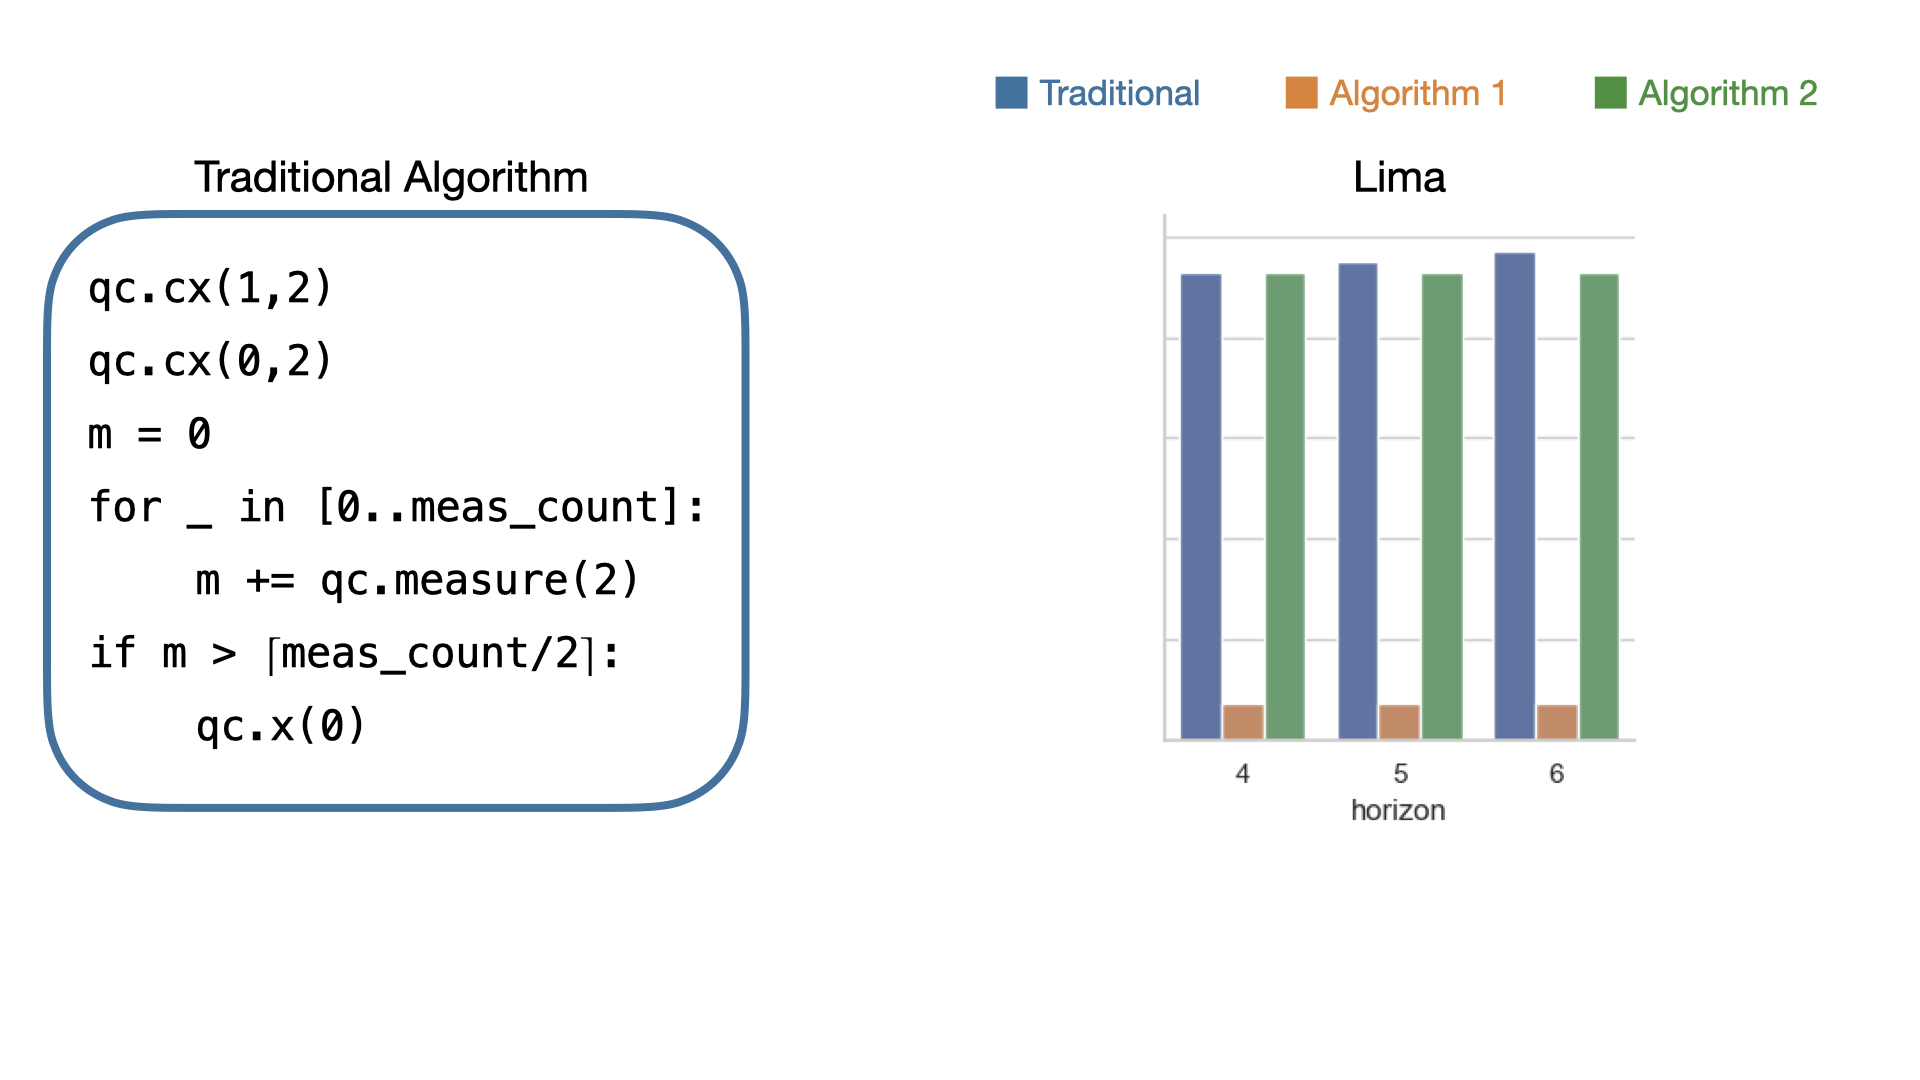 Traditional Algorithm 1 Algorithm 2
Traditional Algorithm
qc.cx(1,2)
qc.cx(0,2)
m = 0
for _ in [0..meas_count]:
m += qc.measure(2)
if m > ⌈meas_count/2⌉:
qc.x(0)
Lima
4 5 6
horizon